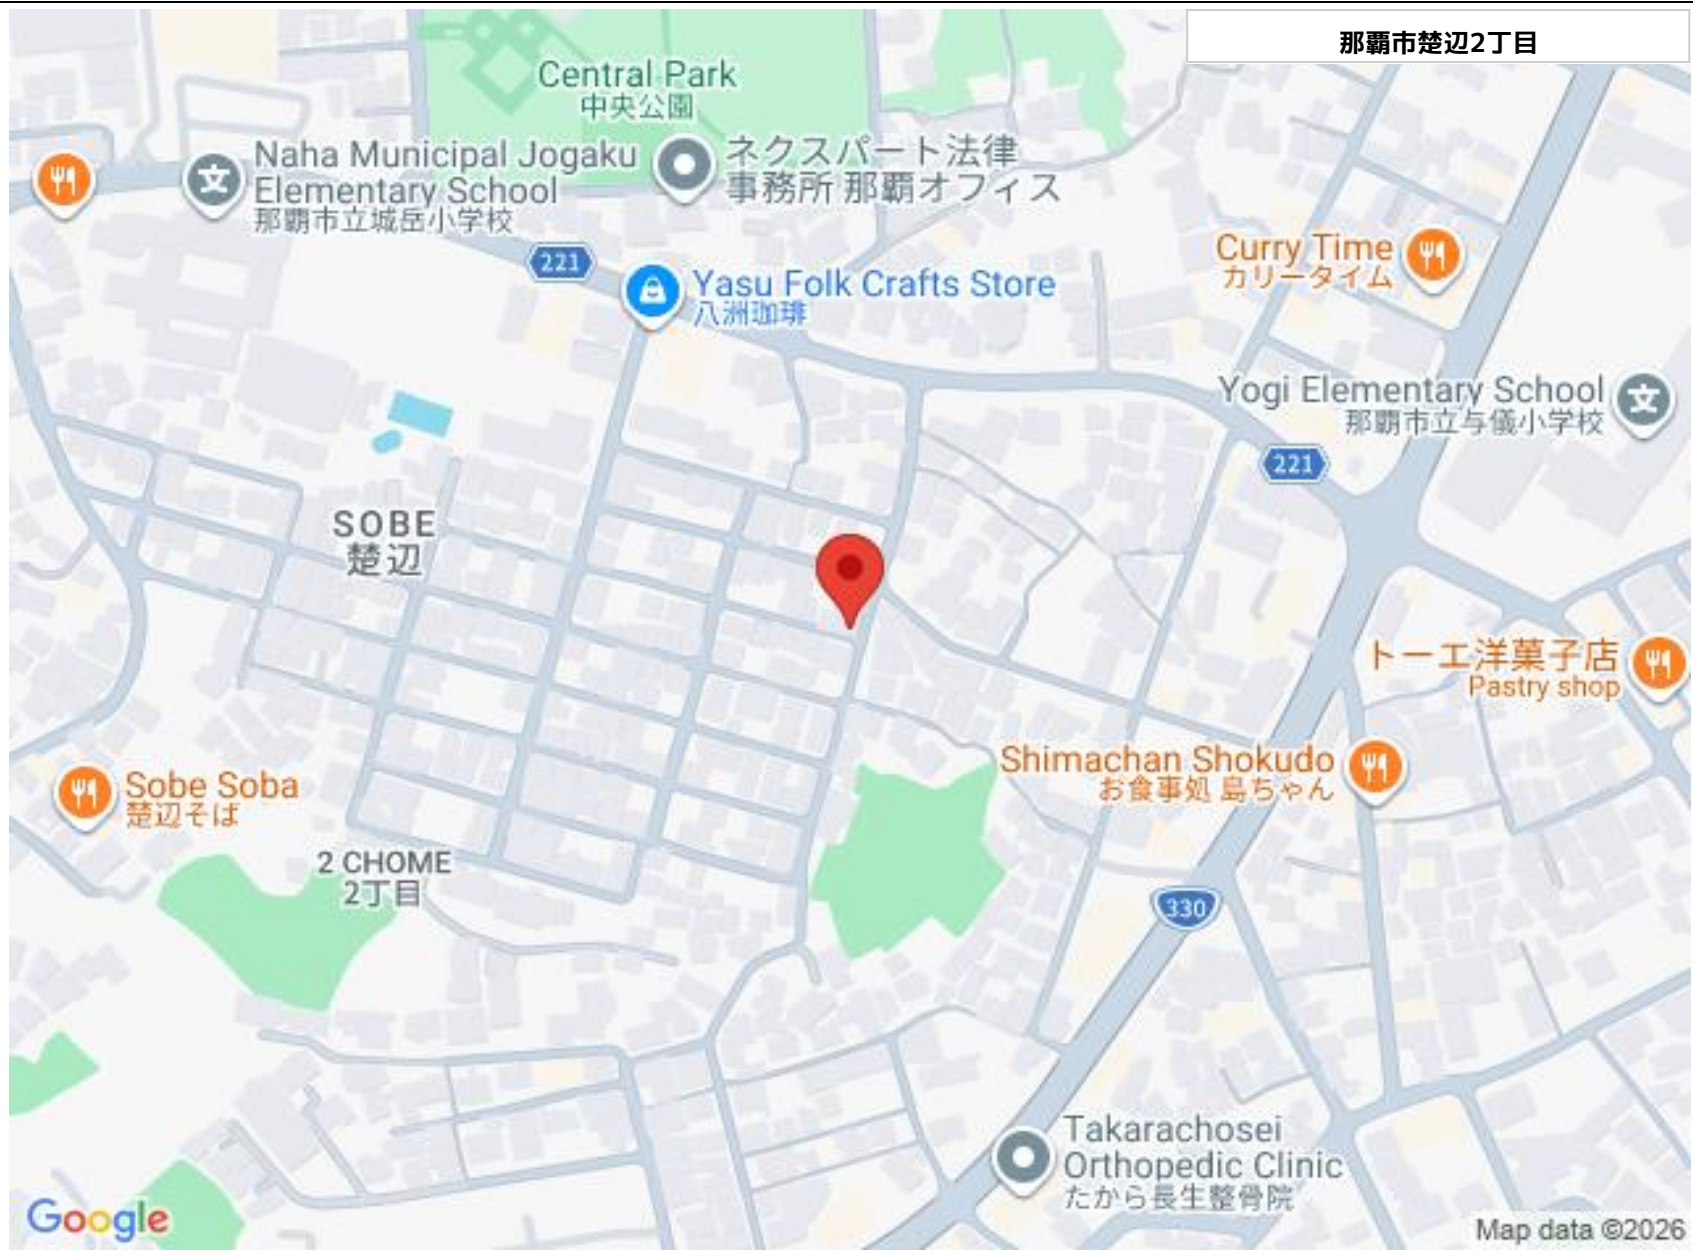 那覇市楚辺2丁目
Central Park
中央公園
Naha Municipal Jogaku
Elementary School
那覇市立城岳小学校
ネクスパート法律
事務所 那覇オフィス
221
Yasu Folk Crafts Store
八洲珈琲
Curry Time
カリータイム
Yogi Elementary School
那覇市立与儀小学校
221
SOBE
楚辺
トーエ洋菓子店
Pastry shop
Shimachan Shokudo
お食事処 島ちゃん
Sobe Soba
楚辺そば
2 CHOME
2丁目
330
Takarachosei
Orthopedic Clinic
たから長生整骨院
Google
Map data ©2026